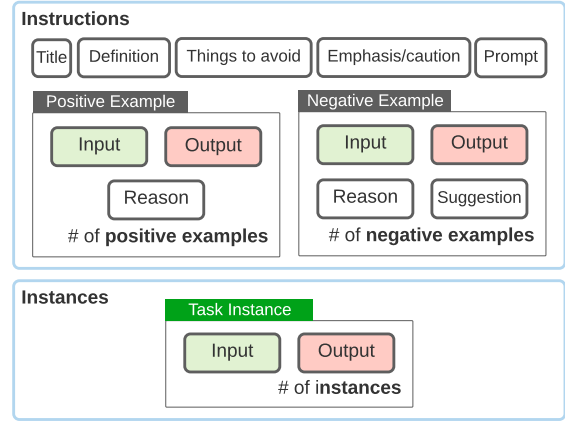 Instructions
Title Definition Things to avoid Emphasis/caution Prompt
Positive Example
Input Output
Reason
# of positive examples
Negative Example
Input Output
Reason Suggestion
# of negative examples
Instances
Task Instance
Input Output
# of instances